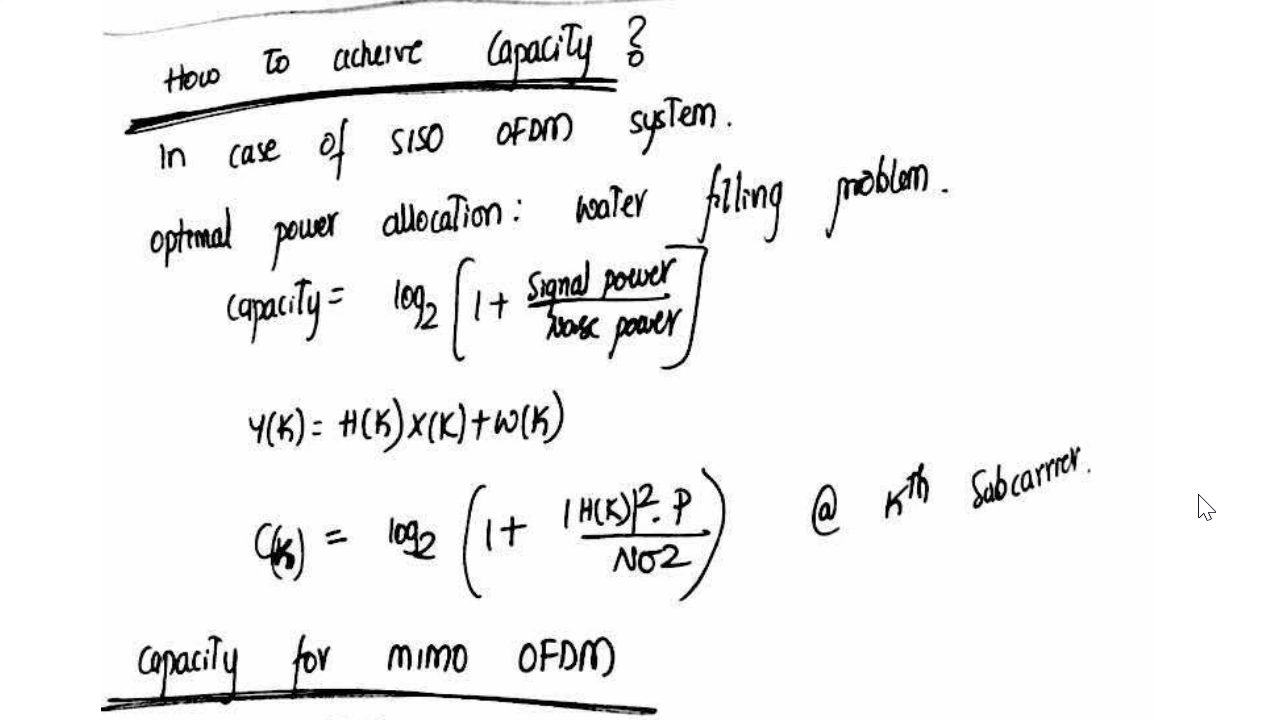 How to acheive Capacity ?
In case of SISO OFDM system.
optimal power allocation: water filling problem.
capacity = log2 [1 + Signal power / Noise power]
Y(K) = H(K) X(K) + W(K)
C(K) = log2 (1 + |H(K)|². P / Nσ2) @ Kth Subcarrier.
capacity for MIMO OFDM